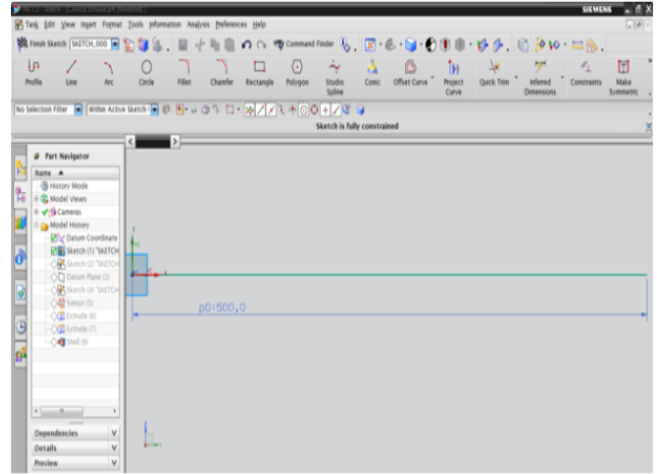 SIEMENS
Task Edit View Insert Format Tools Information Analysis Preferences Help
Finish Sketch SKETCH_000 Command Finder
Profile Line Arc Circle Fillet Chamfer Rectangle Polygon Studio Spline Conic Offset Curve Project Curve Quick Trim Inferred Dimensions Constraints Make Symmetric
No Selection Filter Within Active Sketch
Sketch is fully constrained
Part Navigator
Name
History Mode
Model Views
Cameras
Model History
Datum Coordinate
Sketch (1) "SKETCH
Sketch (2) "SKETCH
Datum Plane (3)
Sketch (4) "SKETCH
Swept (5)
Extrude (6)
Extrude (7)
Shell (9)
p0:500,0
Dependencies
Details
Preview